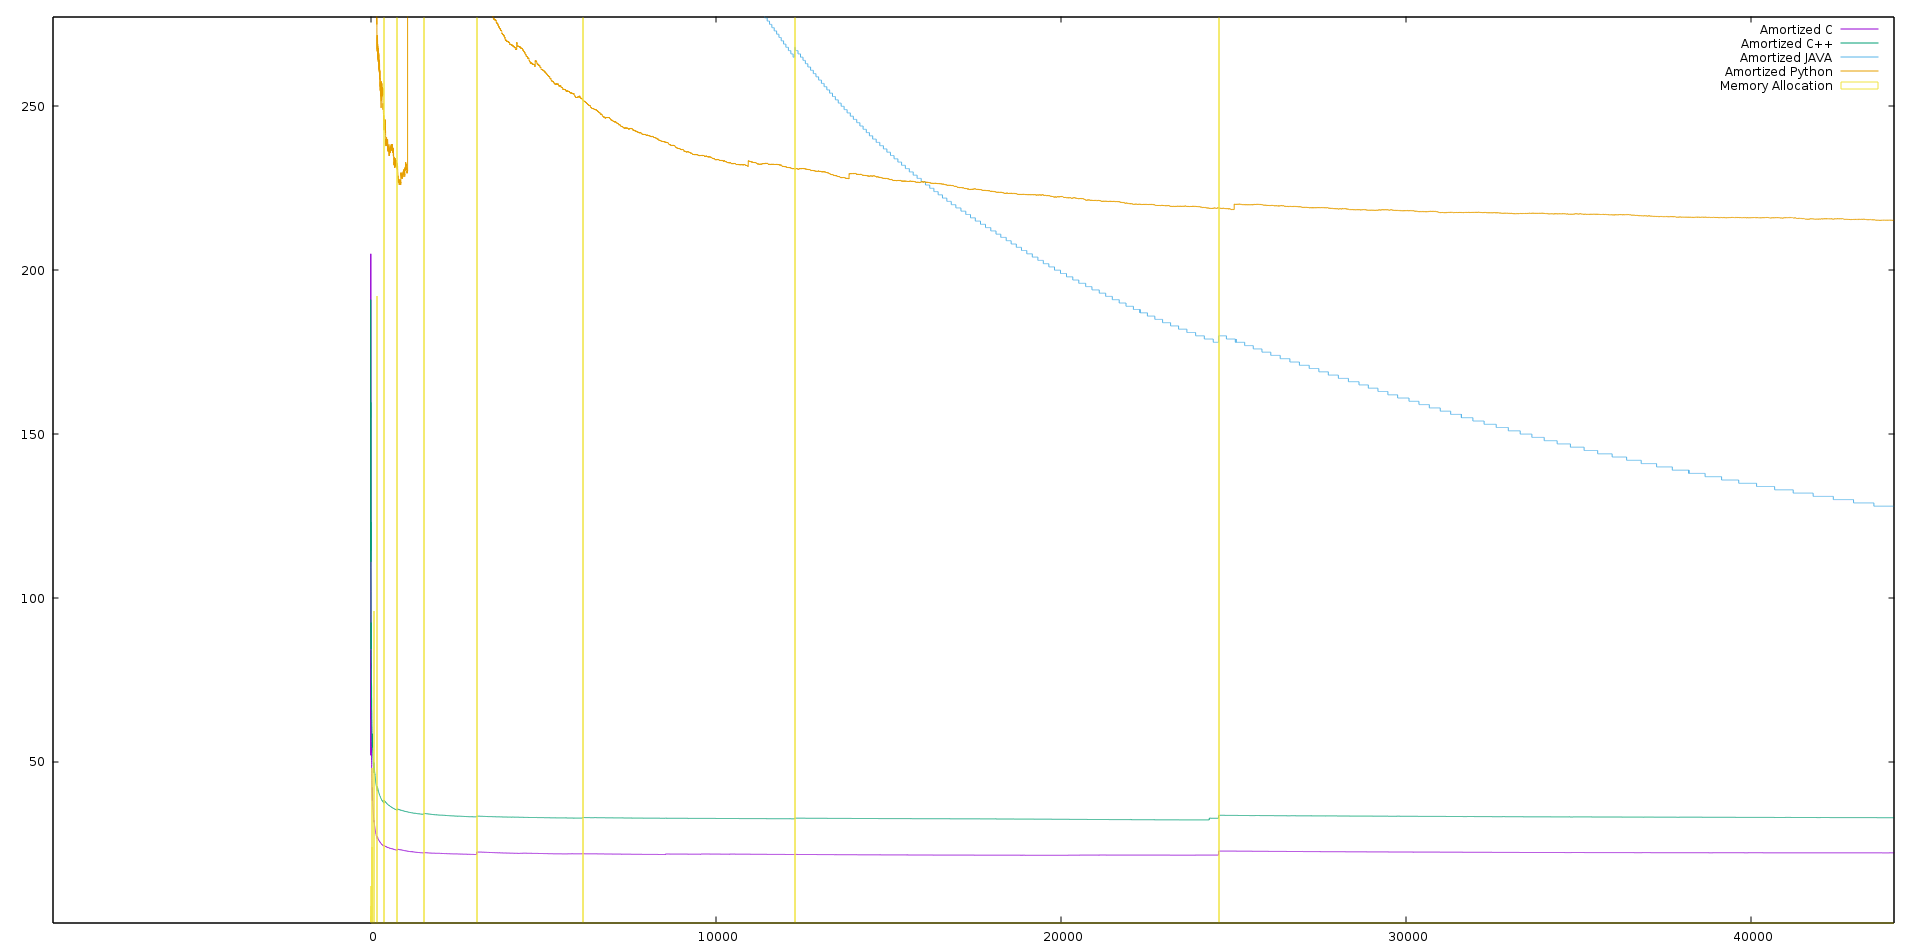 Amortized C
Amortized C++
Amortized JAVA
Amortized Python
Memory Allocation
250
200
150
100
50
0 10000 20000 30000 40000